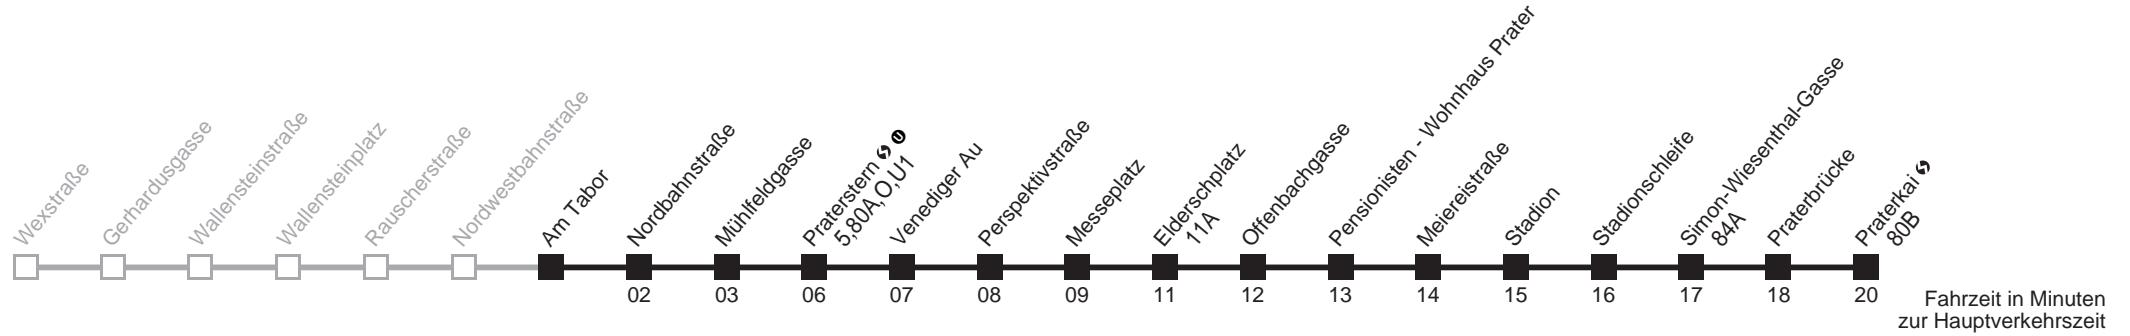 Wexstraße
Gerhardusgasse
Wallensteinstraße
Wallensteinplatz
Rauscherstraße
Nordwestbahnstraße
Am Tabor
Nordbahnstraße
Mühlfeldgasse
Praterstern S U
5,80A,O,U1
Venediger Au
Perspektivstraße
Messeplatz
Elderschplatz
11A
Offenbachgasse
Pensionisten - Wohnhaus Prater
Meiereistraße
Stadion
Stadionschleife
Simon-Wiesenthal-Gasse
84A
Praterbrücke
Praterkai S
80B
02 03 06 07 08 09 11 12 13 14 15 16 17 18 20
Fahrzeit in Minuten
zur Hauptverkehrszeit